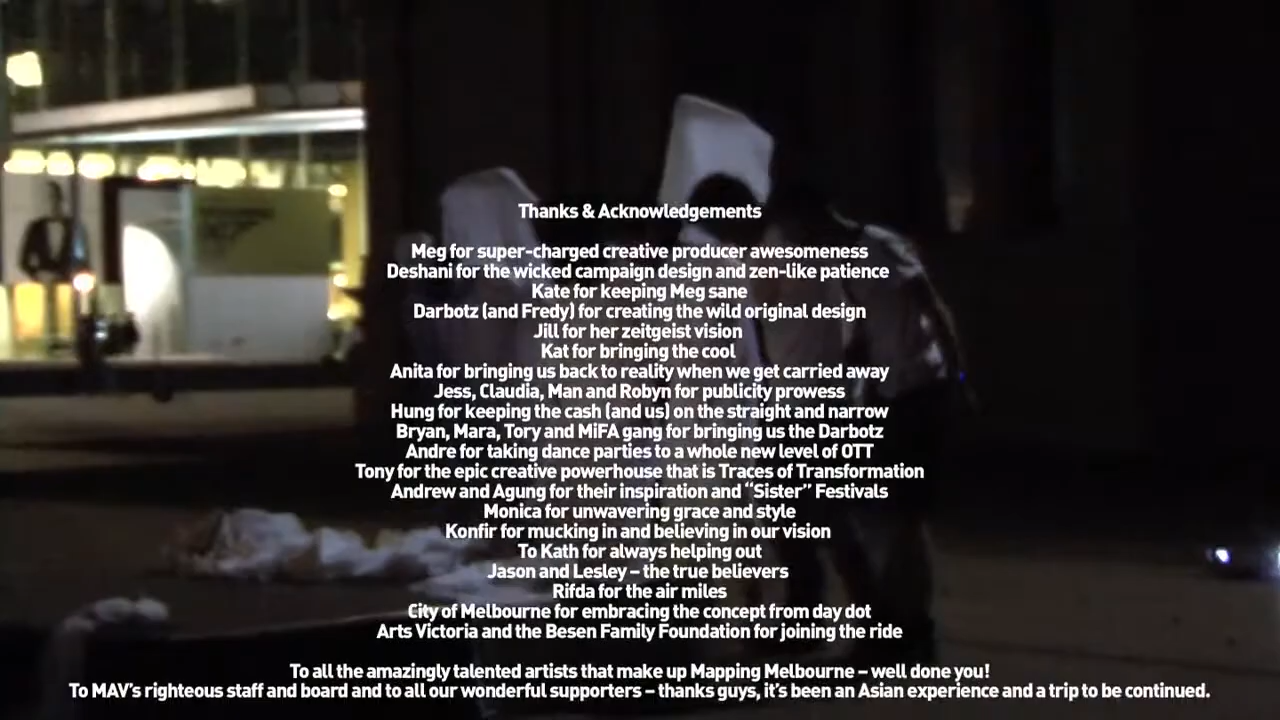 Thanks & Acknowledgements
Meg for super-charged creative producer awesomeness
Deshani for the wicked campaign design and zen-like patience
Kate for keeping Meg sane
Darbotz (and Fredy) for creating the wild original design
Jill for her zeitgeist vision
Kat for bringing the cool
Anita for bringing us back to reality when we get carried away
Jess, Claudia, Man and Robyn for publicity prowess
Hung for keeping the cash (and us) on the straight and narrow
Bryan, Mara, Tory and MiFA gang for bringing us the Darbotz
Andre for taking dance parties to a whole new level of OTT
Tony for the epic creative powerhouse that is Traces of Transformation
Andrew and Agung for their inspiration and “Sister” Festivals
Monica for unwavering grace and style
Konfir for mucking in and believing in our vision
To Kath for always helping out
Jason and Lesley – the true believers
Rifda for the air miles
City of Melbourne for embracing the concept from day dot
Arts Victoria and the Besen Family Foundation for joining the ride
To all the amazingly talented artists that make up Mapping Melbourne – well done you!
To MAV’s righteous staff and board and to all our wonderful supporters – thanks guys, it’s been an Asian experience and a trip to be continued.